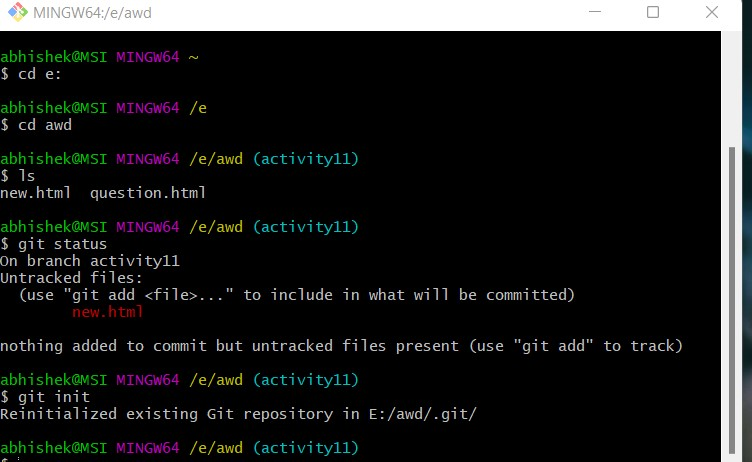 MINGW64:/e/awd
abhishek@MSI MINGW64 ~
$ cd e:
abhishek@MSI MINGW64 /e
$ cd awd
abhishek@MSI MINGW64 /e/awd (activity11)
$ ls
new.html  question.html
abhishek@MSI MINGW64 /e/awd (activity11)
$ git status
On branch activity11
Untracked files:
  (use "git add <file>..." to include in what will be committed)
        new.html
nothing added to commit but untracked files present (use "git add" to track)
abhishek@MSI MINGW64 /e/awd (activity11)
$ git init
Reinitialized existing Git repository in E:/awd/.git/
abhishek@MSI MINGW64 /e/awd (activity11)
$